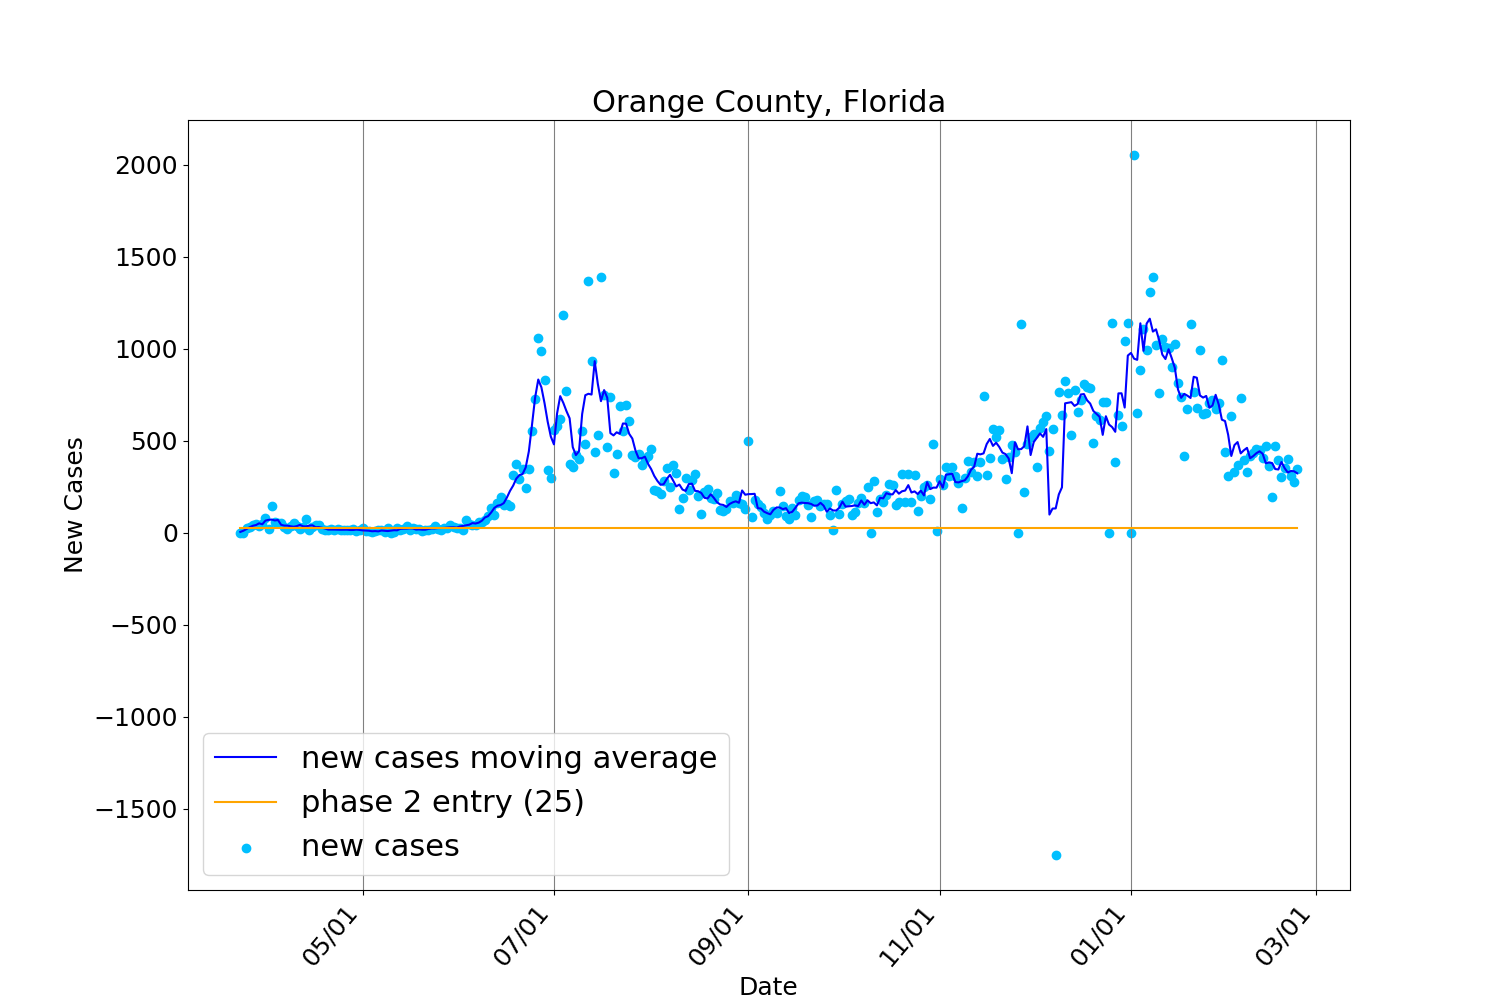 Orange County, Florida
2000
1500
1000
500
0
−500
−1000
−1500
New Cases
new cases moving average
phase 2 entry (25)
new cases
05/01
07/01
09/01
11/01
01/01
03/01
Date